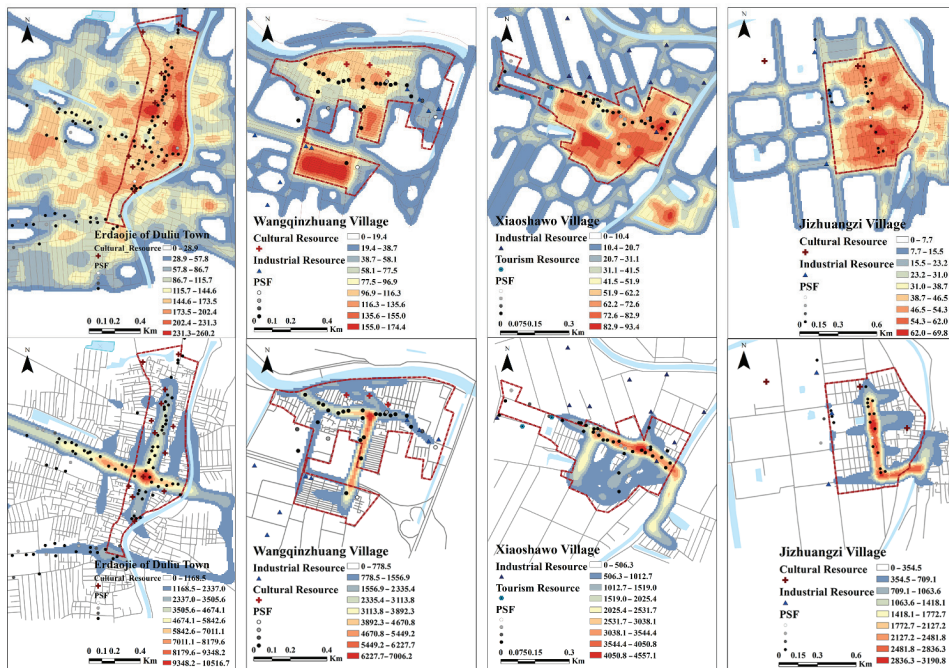 N
Erdaojie of Duliu Town
Cultural_Resource
PSF
0 – 28.9
28.9 – 57.8
57.8 – 86.7
86.7 – 115.7
115.7 – 144.6
144.6 – 173.5
173.5 – 202.4
202.4 – 231.3
231.3 – 260.2
0 0.1 0.2 0.4
Km
N
Wangqinzhuang Village
Cultural Resource
Industrial Resource
PSF
0 – 19.4
19.4 – 38.7
38.7 – 58.1
58.1 – 77.5
77.5 – 96.9
96.9 – 116.3
116.3 – 135.6
135.6 – 155.0
155.0 – 174.4
0 0.1 0.2 0.4
Km
N
Xiaoshawo Village
Industrial Resource
Tourism Resource
PSF
0 – 10.4
10.4 – 20.7
20.7 – 31.1
31.1 – 41.5
41.5 – 51.9
51.9 – 62.2
62.2 – 72.6
72.6 – 82.9
82.9 – 93.4
0 0.075 0.15 0.3
Km
N
Jizhuangzi Village
Cultural Resource
Industrial Resource
PSF
0 – 7.7
7.7 – 15.5
15.5 – 23.2
23.2 – 31.0
31.0 – 38.7
38.7 – 46.5
46.5 – 54.3
54.3 – 62.0
62.0 – 69.8
0 0.15 0.3 0.6
Km
N
Erdaojie of Duliu Town
Cultural_Resource
PSF
0 – 1168.5
1168.5 – 2337.0
2337.0 – 3505.6
3505.6 – 4674.1
4674.1 – 5842.6
5842.6 – 7011.1
7011.1 – 8179.6
8179.6 – 9348.2
9348.2 – 10516.7
0 0.1 0.2 0.4
Km
N
Wangqinzhuang Village
Industrial Resource
Cultural Resource
PSF
0 – 778.5
778.5 – 1556.9
1556.9 – 2335.4
2335.4 – 3113.8
3113.8 – 3892.3
3892.3 – 4670.8
4670.8 – 5449.2
5449.2 – 6227.7
6227.7 – 7006.2
0 0.1 0.2 0.4
Km
N
Xiaoshawo Village
Industrial Resource
Tourism Resource
PSF
0 – 506.3
506.3 – 1012.7
1012.7 – 1519.0
1519.0 – 2025.4
2025.4 – 2531.7
2531.7 – 3038.1
3038.1 – 3544.4
3544.4 – 4050.8
4050.8 – 4557.1
0 0.075 0.15 0.3
Km
N
Jizhuangzi Village
Cultural Resource
Industrial Resource
PSF
0 – 354.5
354.5 – 709.1
709.1 – 1063.6
1063.6 – 1418.1
1418.1 – 1772.7
1772.7 – 2127.2
2127.2 – 2481.8
2481.8 – 2836.3
2836.3 – 3190.8
0 0.15 0.3 0.6
Km